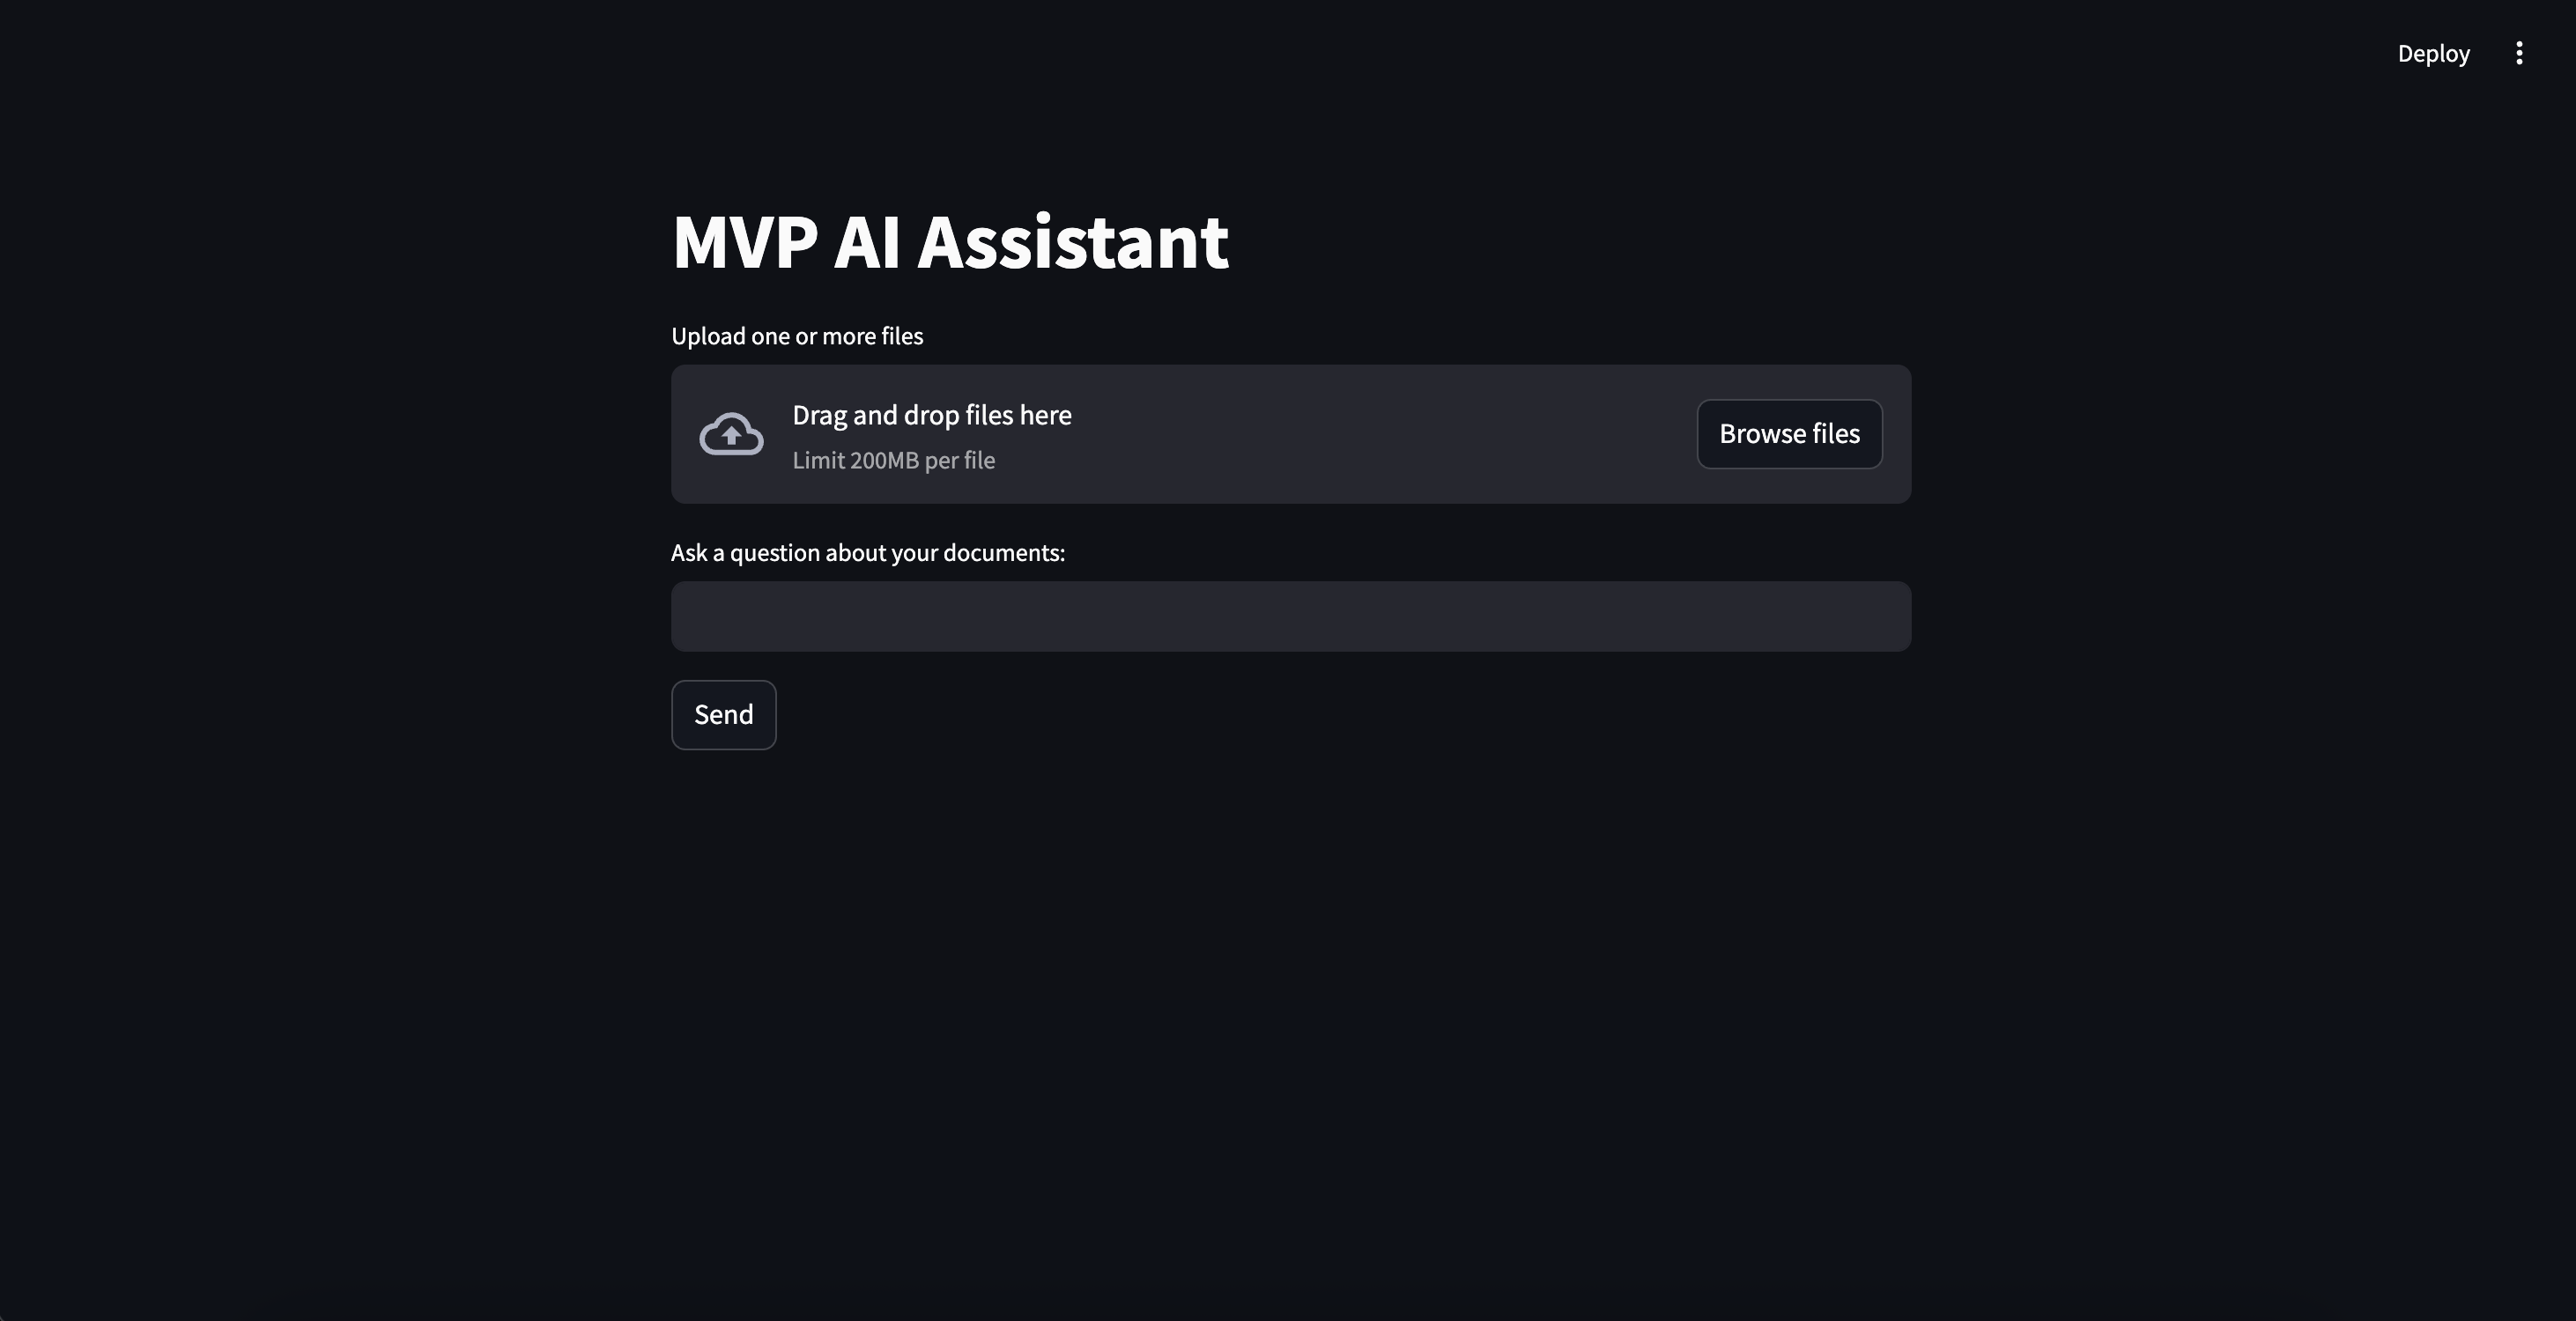 Deploy
MVP AI Assistant
Upload one or more files
Drag and drop files here
Limit 200MB per file
Browse files
Ask a question about your documents:
Send